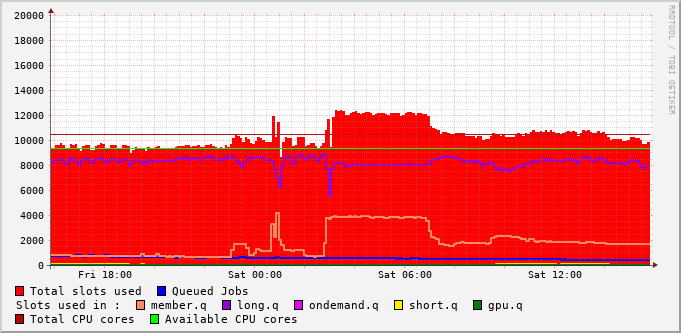 20000
18000
16000
14000
12000
10000
8000
6000
4000
2000
0
Fri 18:00 Sat 00:00 Sat 06:00 Sat 12:00
RRDTOOL / TOBI OETIKER
Total slots used Queued Jobs
Slots used in : member.q long.q ondemand.q short.q gpu.q
Total CPU cores Available CPU cores